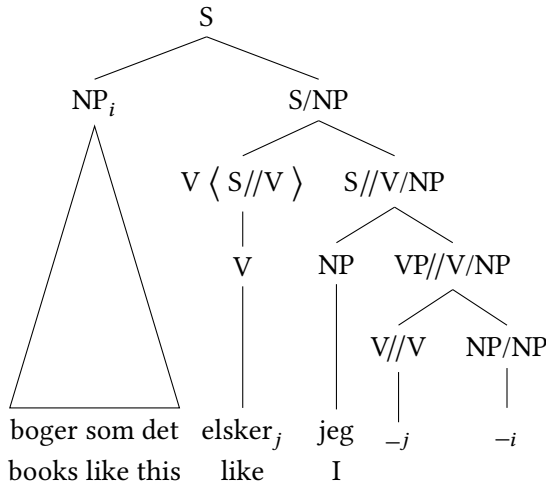 S
NP_i S/NP
V ⟨ S//V ⟩ S//V/NP
V NP VP//V/NP
V//V NP/NP
boger som det elsker_j jeg −_j −_i
books like this like I